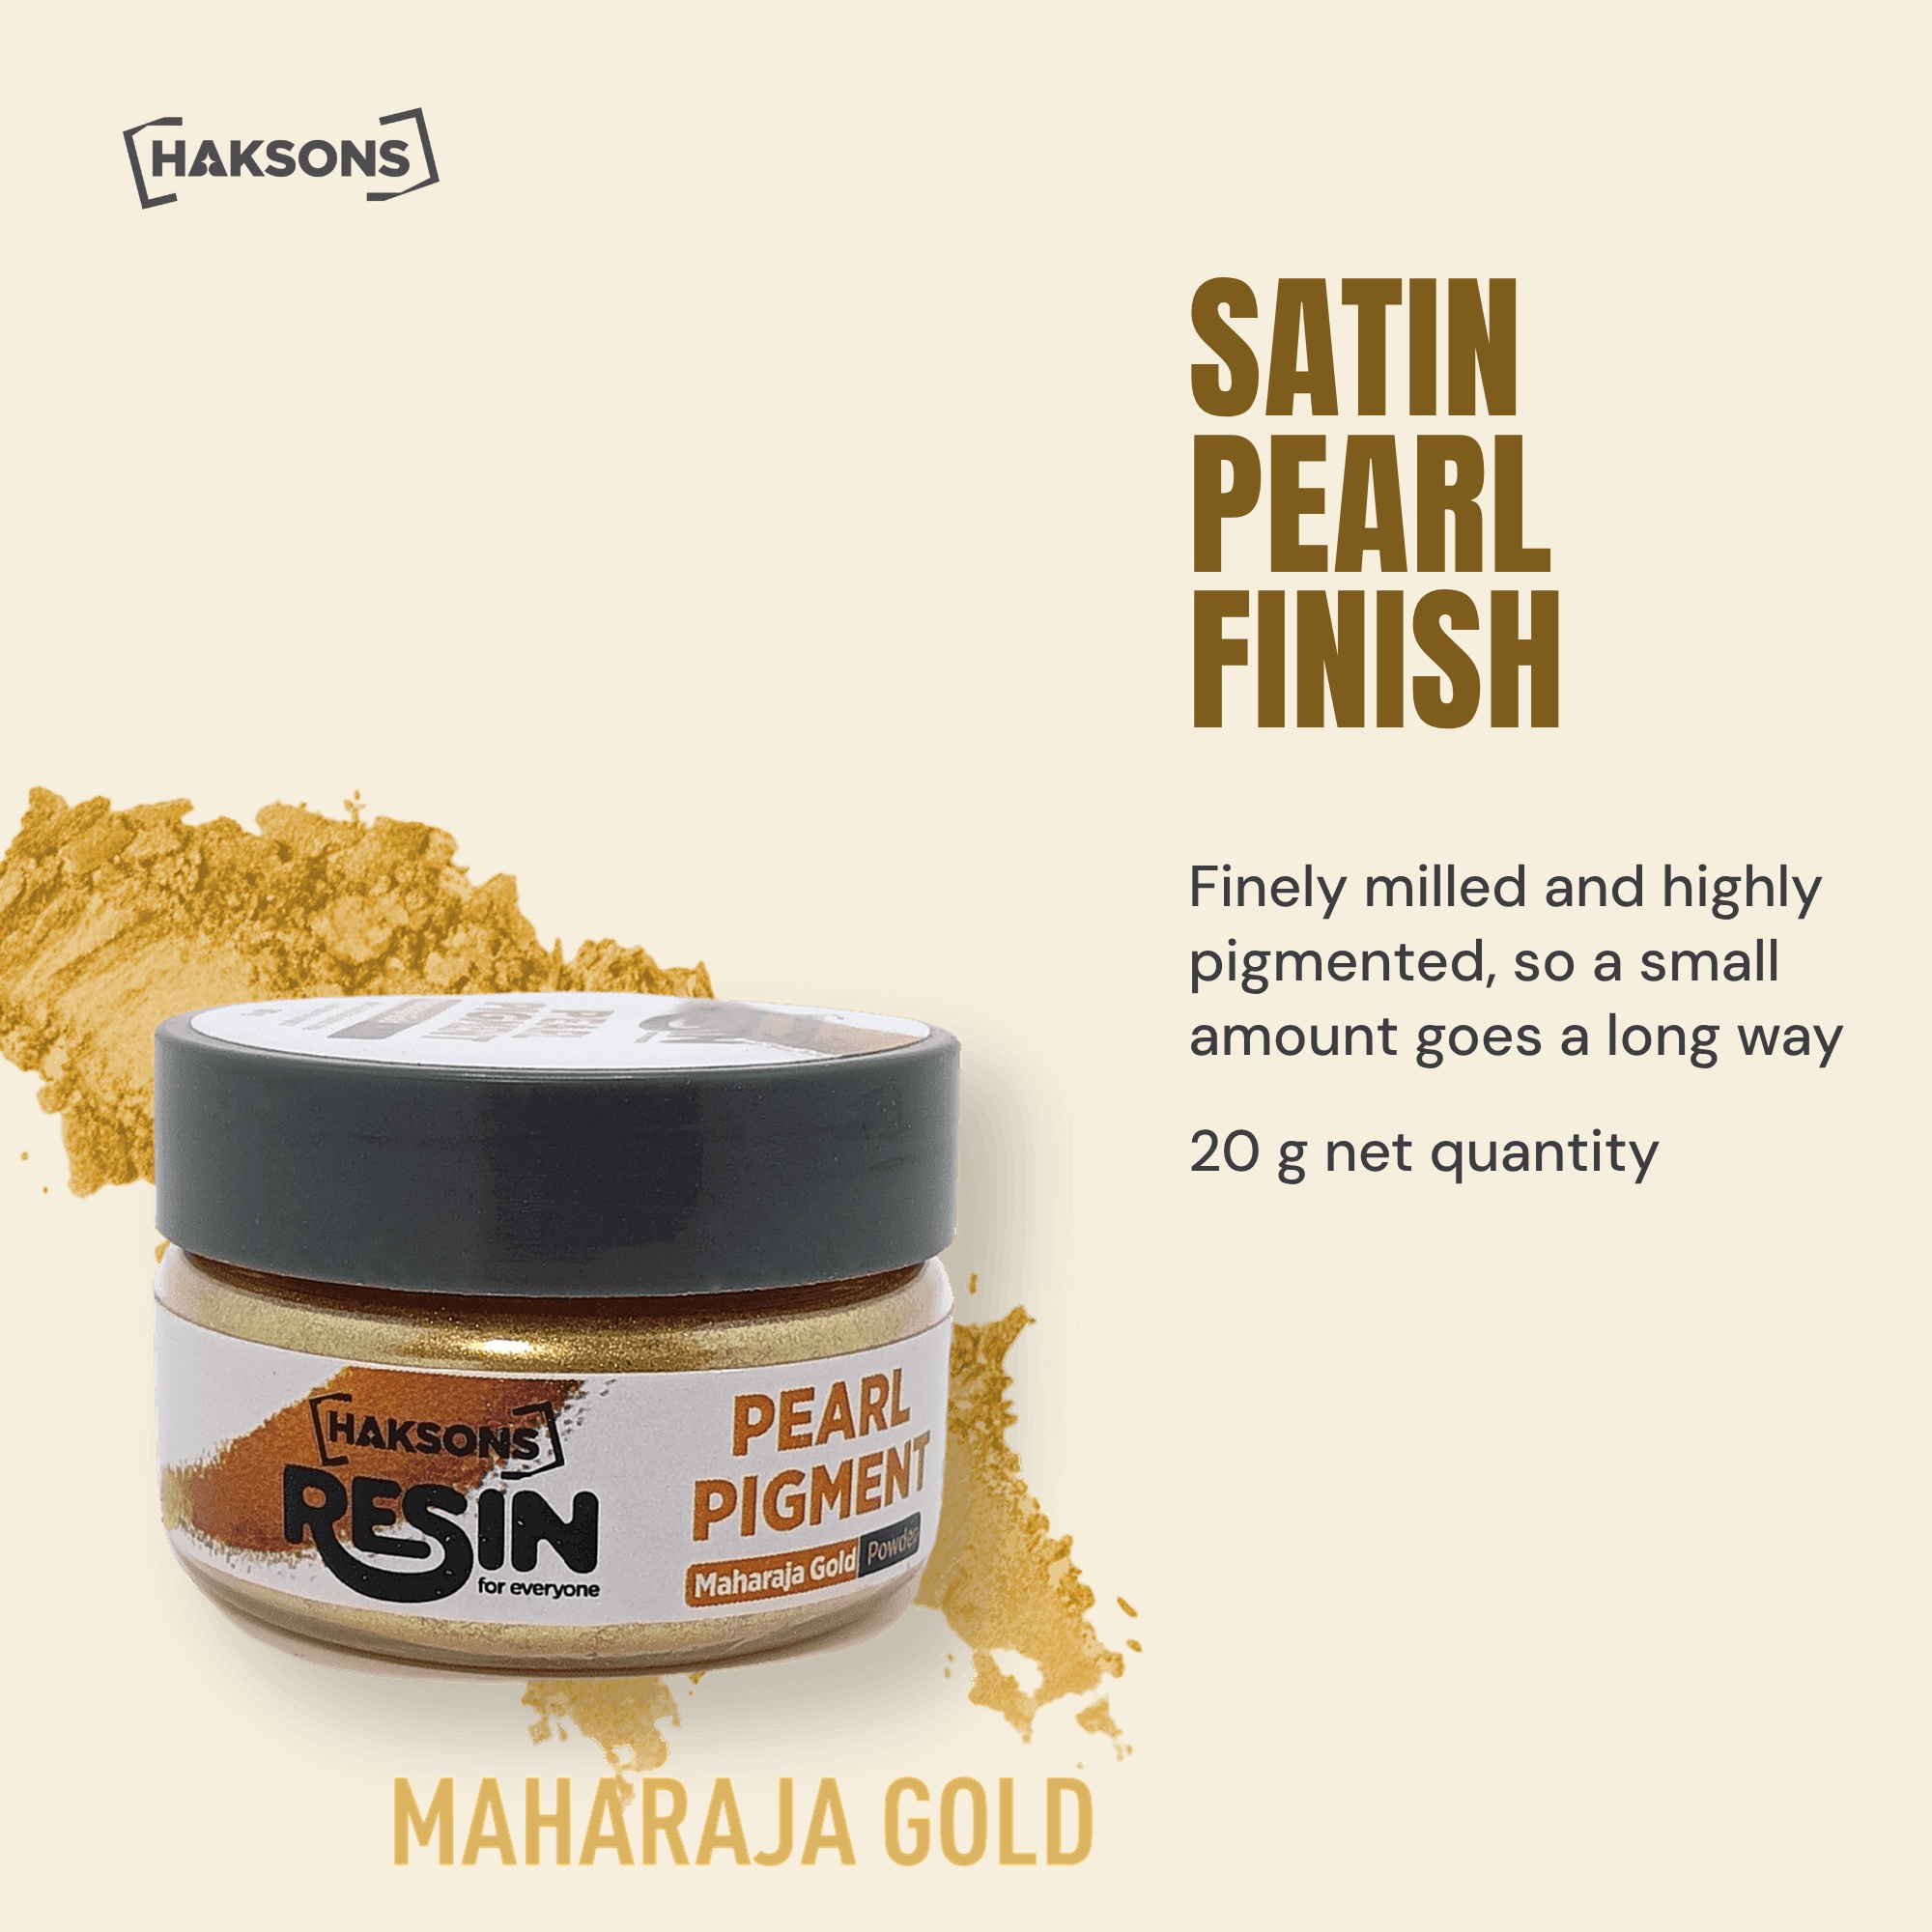 HAKSONS
SATIN
PEARL
FINISH
Finely milled and highly
pigmented, so a small
amount goes a long way
20 g net quantity
HAKSONS
RESIN
for everyone
PEARL
PIGMENT
Maharaja Gold Powder
MAHARAJA GOLD